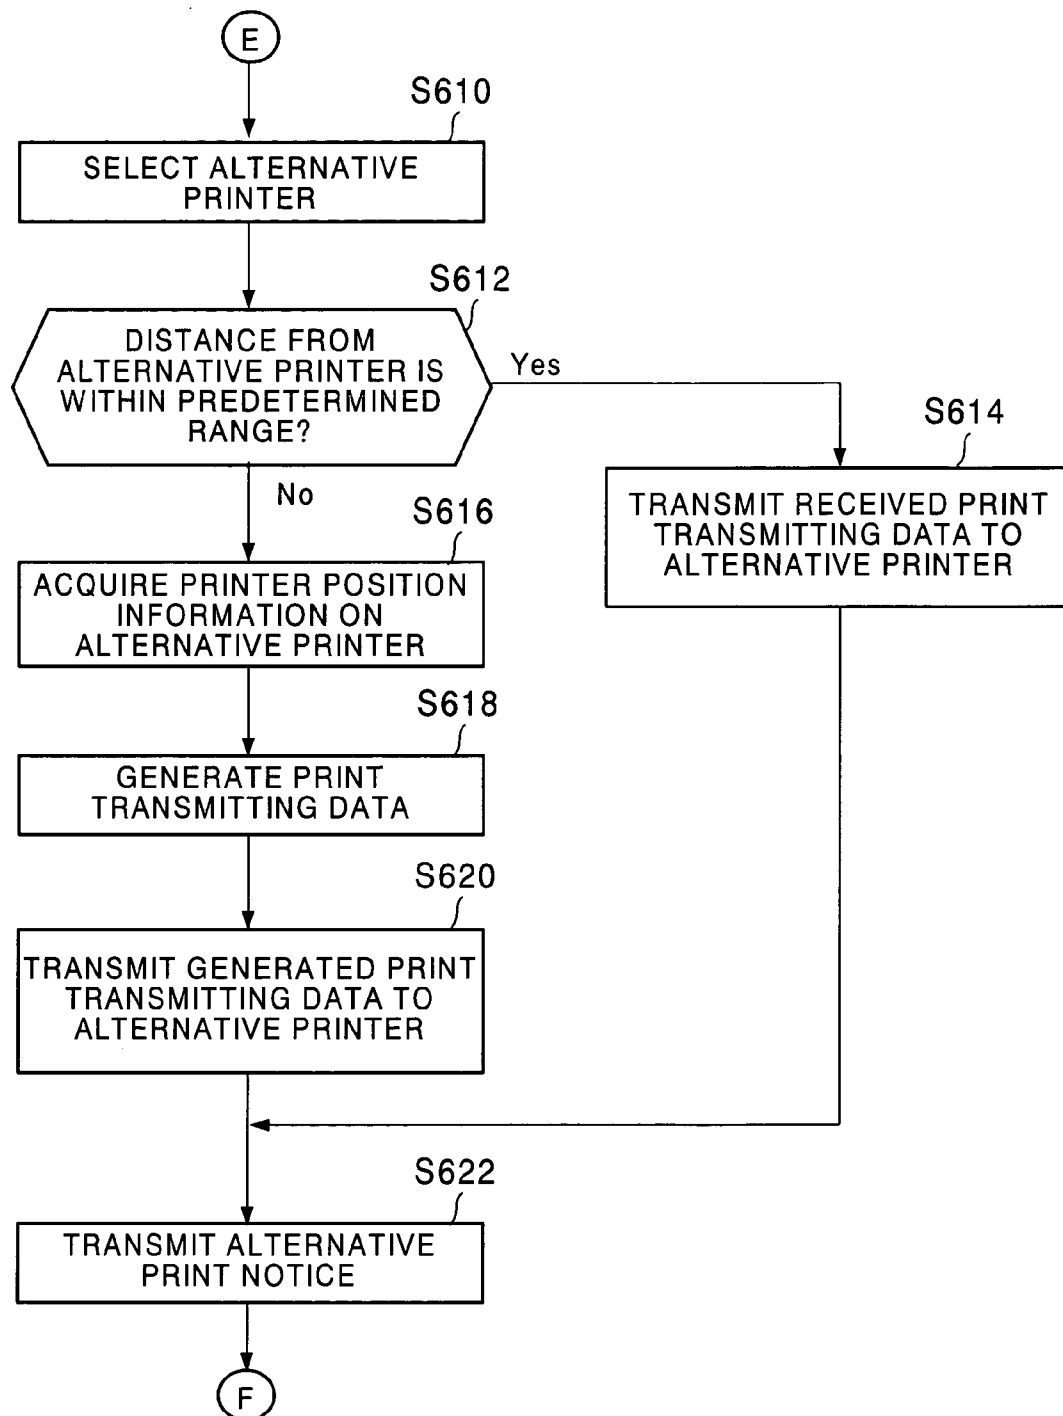 E
S610
SELECT ALTERNATIVE
PRINTER
S612
DISTANCE FROM
ALTERNATIVE PRINTER IS
WITHIN PREDETERMINED
RANGE?
Yes
No
S614
TRANSMIT RECEIVED PRINT
TRANSMITTING DATA TO
ALTERNATIVE PRINTER
S616
ACQUIRE PRINTER POSITION
INFORMATION ON
ALTERNATIVE PRINTER
S618
GENERATE PRINT
TRANSMITTING DATA
S620
TRANSMIT GENERATED PRINT
TRANSMITTING DATA TO
ALTERNATIVE PRINTER
S622
TRANSMIT ALTERNATIVE
PRINT NOTICE
F